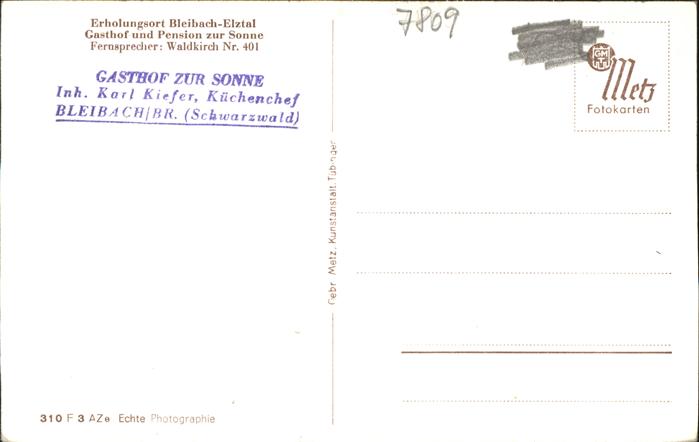 Erholungsort Bleibach-Elztal
Gasthof und Pension zur Sonne
Fernsprecher: Waldkirch Nr. 401
GASTHOF ZUR SONNE
Inh. Karl Kiefer, Küchenchef
BLEIBACH/BR. (Schwarzwald)
7809
GM
Metz
Fotokarten
Gebr. Metz, Kunstanstalt, Tübingen
310 F 3 AZe Echte Photographie